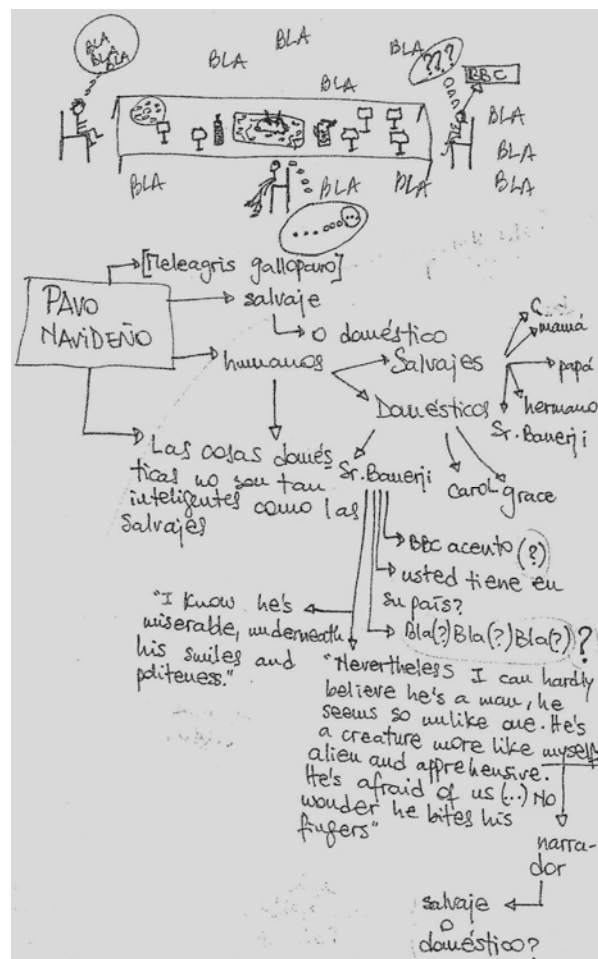 BLA
BLA
BLA
BLA
BLA
BLA
BLA
BLA
???
BBC
BLA
BLA
BLA
BLA
BLA
BLA
BLA
[Meleagris gallopavo]
PAVO
NAVIDEÑO
salvaje
o doméstico
humanos
Salvajes
mamá
papá
hermano
Sr. Banerji
Domésticos
Sr. Banerji
carol
grace
Las cosas domés
ticas no son tan
inteligentes como las
salvajes
BBC acento (?)
usted tiene en
su país?
Bla(?) Bla(?) Bla(?) ?
"I know he's
miserable, underneath
his smiles and
politeness."
"Nevertheless I can hardly
believe he's a man, he
seems so unlike one. He's
a creature more like myself
alien and apprehensive.
He's afraid of us (..) No
wonder he bites his
fingers"
narra-
dor
salvaje
o
doméstico?